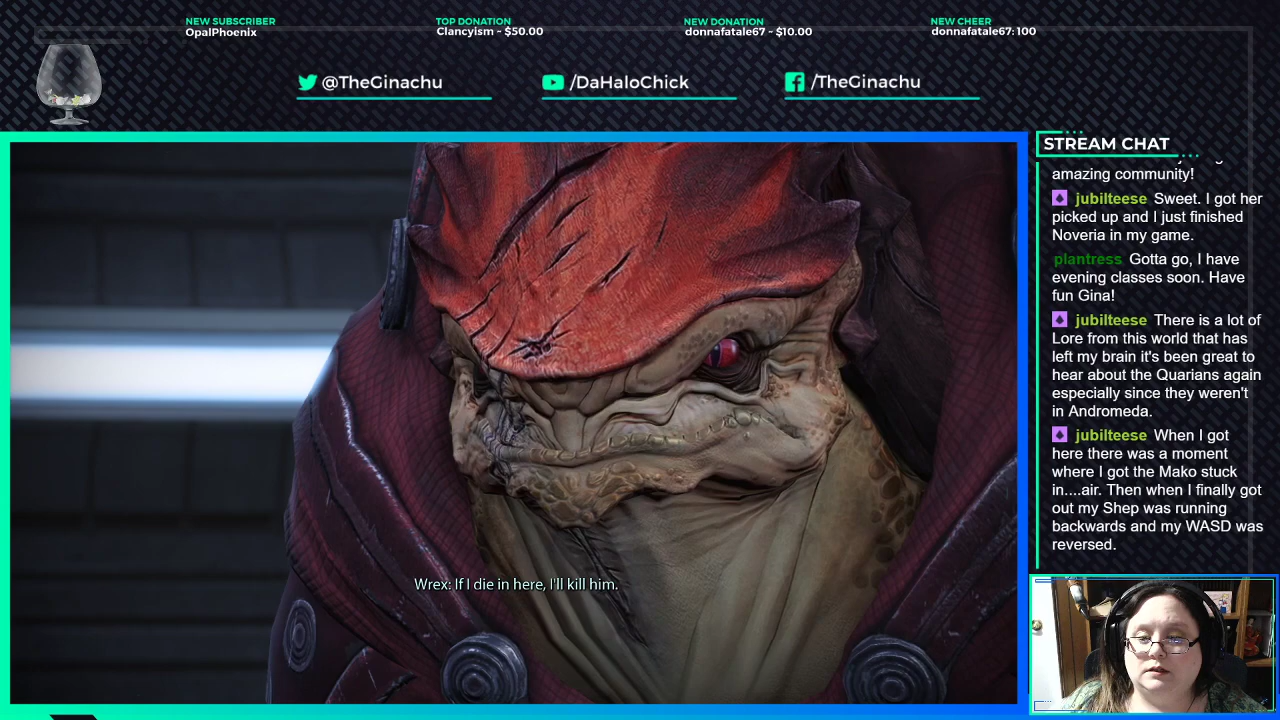 NEW SUBSCRIBER
OpalPhoenix
TOP DONATION
Clancyism ~ $50.00
NEW DONATION
donnafatale67 ~ $10.00
NEW CHEER
donnafatale67: 100
@TheGinachu
/DaHaloChick
/TheGinachu
STREAM CHAT
amazing community!
jubilteese Sweet. I got her
picked up and I just finished
Noveria in my game.
plantress Gotta go, I have
evening classes soon. Have
fun Gina!
jubilteese There is a lot of
Lore from this world that has
left my brain it's been great to
hear about the Quarians again
especially since they weren't
in Andromeda.
jubilteese When I got
here there was a moment
where I got the Mako stuck
in....air. Then when I finally got
out my Shep was running
backwards and my WASD was
reversed.
Wrex: If I die in here, I'll kill him.